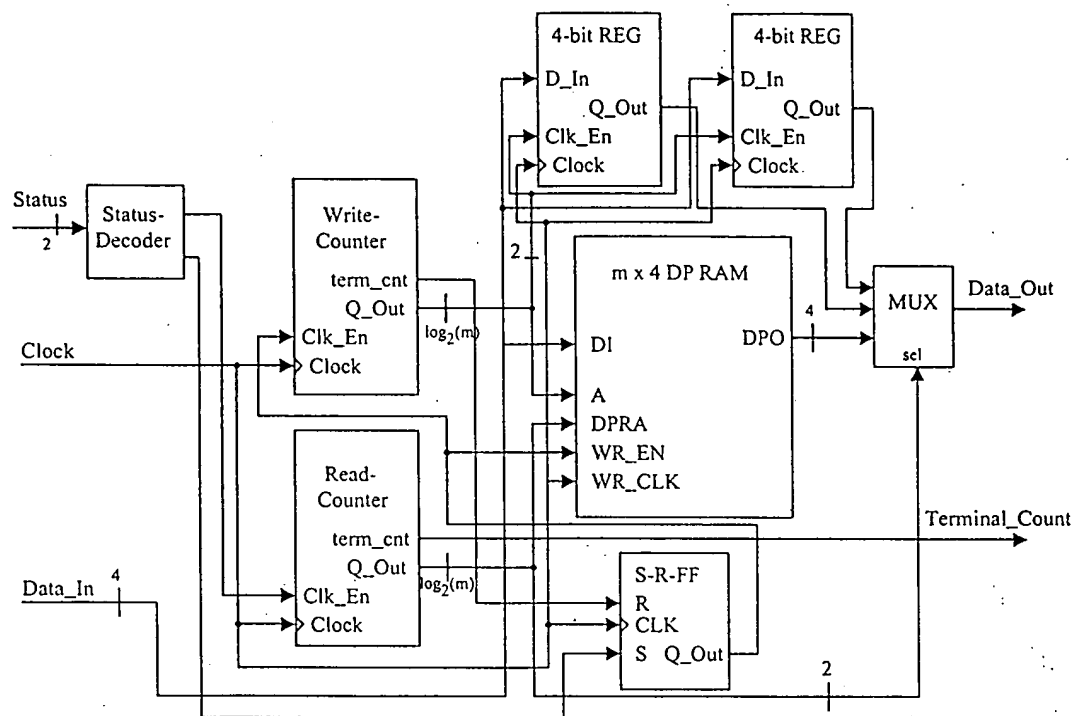 4-bit REG
D_In
Q_Out
Clk_En
Clock
4-bit REG
D_In
Q_Out
Clk_En
Clock
Status
2
Status-
Decoder
Write-
Counter
term_cnt
Q_Out
log2(m)
Clk_En
Clock
2
m x 4 DP RAM
DI
DPO
4
A
DPRA
WR_EN
WR_CLK
MUX
sel
Data_Out
Clock
Read-
Counter
term_cnt
Q_Out
log2(m)
Clk_En
Clock
Terminal_Count
Data_In
4
S-R-FF
R
CLK
S
Q_Out
2